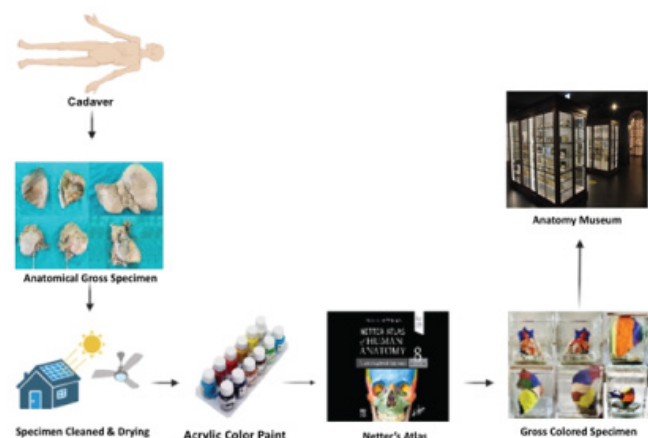 Cadaver
Anatomical Gross Specimen
Specimen Cleaned & Drying
Acrylic Color Paint
NETTER ATLAS
of HUMAN
ANATOMY
8
Netter's Atlas
Gross Colored Specimen
Anatomy Museum